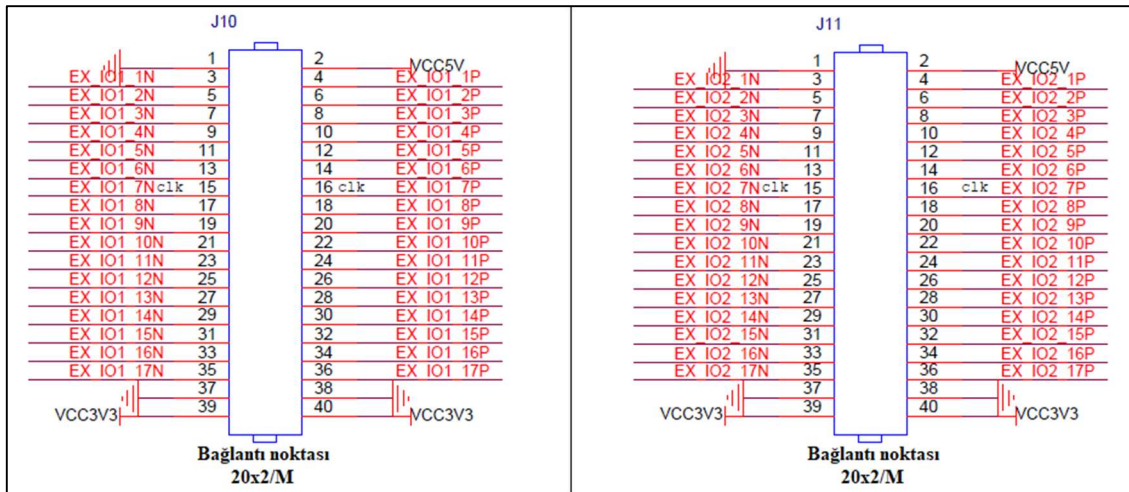 J10
1 2 VCC5V
EX_IO1_1N 3 4 EX_IO1_1P
EX_IO1_2N 5 6 EX_IO1_2P
EX_IO1_3N 7 8 EX_IO1_3P
EX_IO1_4N 9 10 EX_IO1_4P
EX_IO1_5N 11 12 EX_IO1_5P
EX_IO1_6N 13 14 EX_IO1_6P
EX_IO1_7N clk 15 16 clk EX_IO1_7P
EX_IO1_8N 17 18 EX_IO1_8P
EX_IO1_9N 19 20 EX_IO1_9P
EX_IO1_10N 21 22 EX_IO1_10P
EX_IO1_11N 23 24 EX_IO1_11P
EX_IO1_12N 25 26 EX_IO1_12P
EX_IO1_13N 27 28 EX_IO1_13P
EX_IO1_14N 29 30 EX_IO1_14P
EX_IO1_15N 31 32 EX_IO1_15P
EX_IO1_16N 33 34 EX_IO1_16P
EX_IO1_17N 35 36 EX_IO1_17P
37 38
VCC3V3 39 40 VCC3V3
Bağlantı noktası
20x2/M
J11
1 2 VCC5V
EX_IO2_1N 3 4 EX_IO2_1P
EX_IO2_2N 5 6 EX_IO2_2P
EX_IO2_3N 7 8 EX_IO2_3P
EX_IO2_4N 9 10 EX_IO2_4P
EX_IO2_5N 11 12 EX_IO2_5P
EX_IO2_6N 13 14 EX_IO2_6P
EX_IO2_7N clk 15 16 clk EX_IO2_7P
EX_IO2_8N 17 18 EX_IO2_8P
EX_IO2_9N 19 20 EX_IO2_9P
EX_IO2_10N 21 22 EX_IO2_10P
EX_IO2_11N 23 24 EX_IO2_11P
EX_IO2_12N 25 26 EX_IO2_12P
EX_IO2_13N 27 28 EX_IO2_13P
EX_IO2_14N 29 30 EX_IO2_14P
EX_IO2_15N 31 32 EX_IO2_15P
EX_IO2_16N 33 34 EX_IO2_16P
EX_IO2_17N 35 36 EX_IO2_17P
37 38
VCC3V3 39 40 VCC3V3
Bağlantı noktası
20x2/M